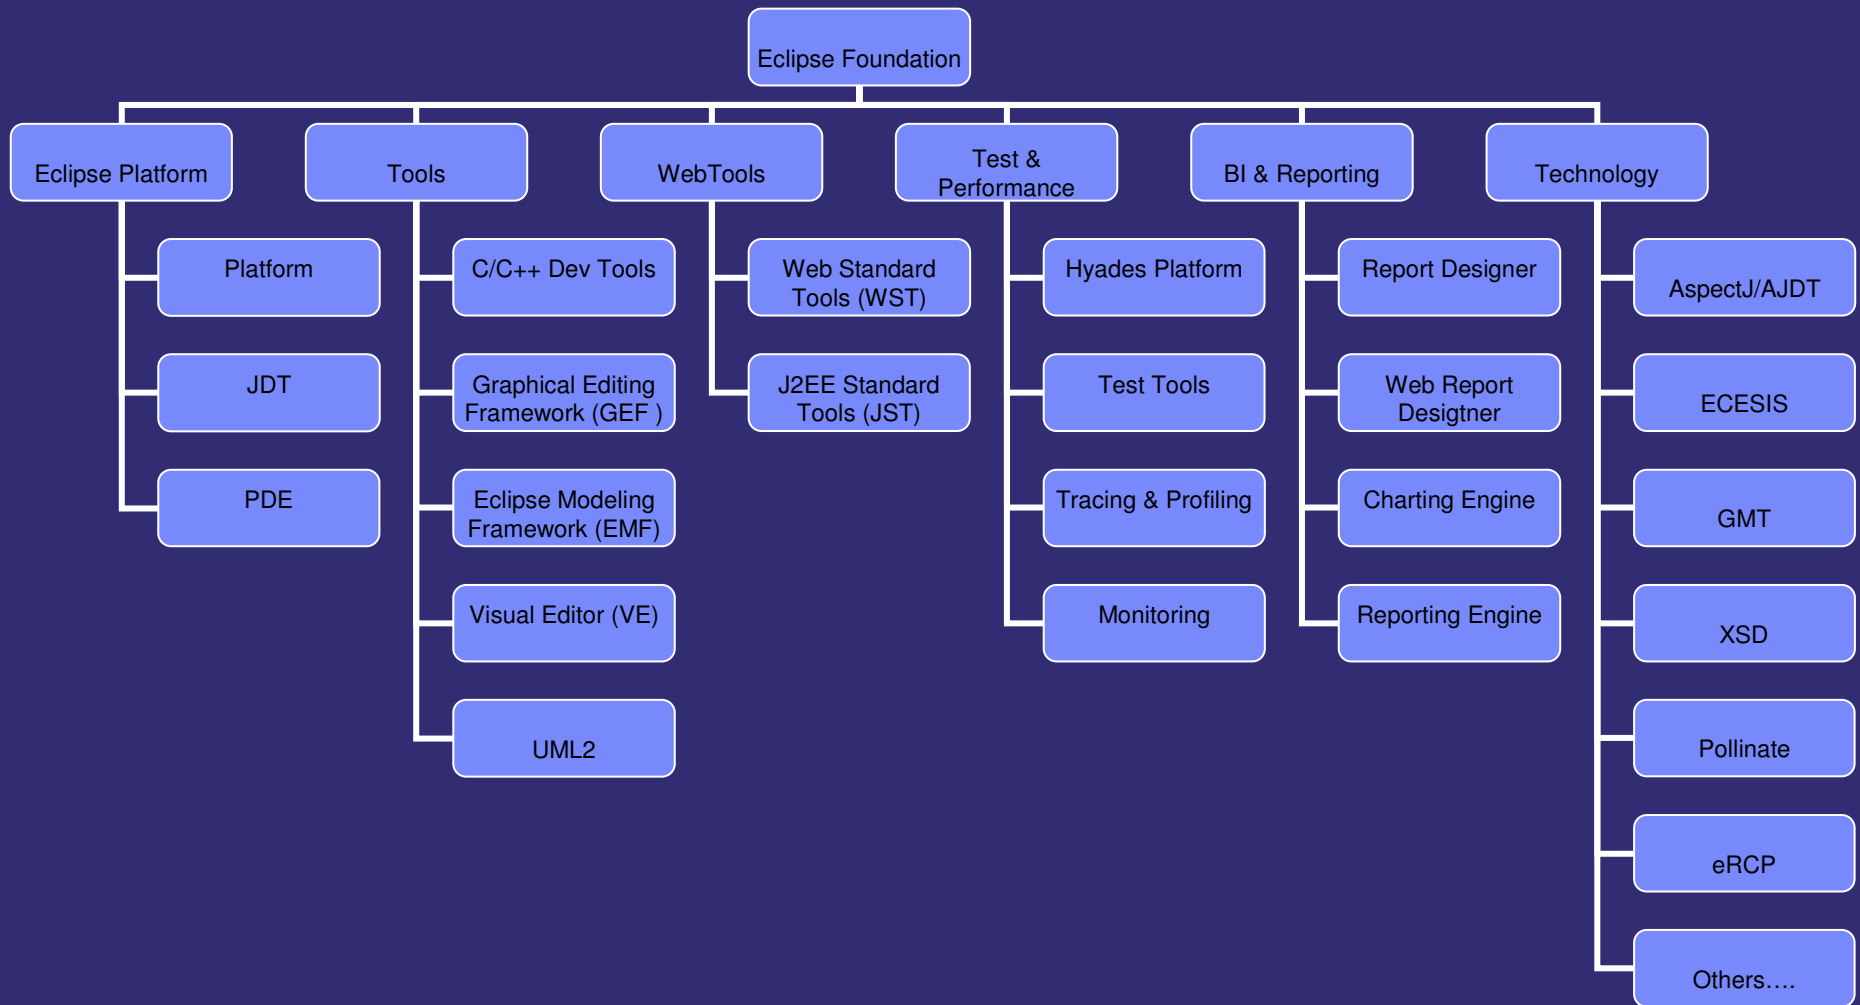 Eclipse Foundation
Eclipse Platform
Tools
WebTools
Test &
Performance
BI & Reporting
Technology
Platform
JDT
PDE
C/C++ Dev Tools
Graphical Editing
Framework (GEF )
Eclipse Modeling
Framework (EMF)
Visual Editor (VE)
UML2
Web Standard
Tools (WST)
J2EE Standard
Tools (JST)
Hyades Platform
Test Tools
Tracing & Profiling
Monitoring
Report Designer
Web Report
Desigtner
Charting Engine
Reporting Engine
AspectJ/AJDT
ECESIS
GMT
XSD
Pollinate
eRCP
Others….